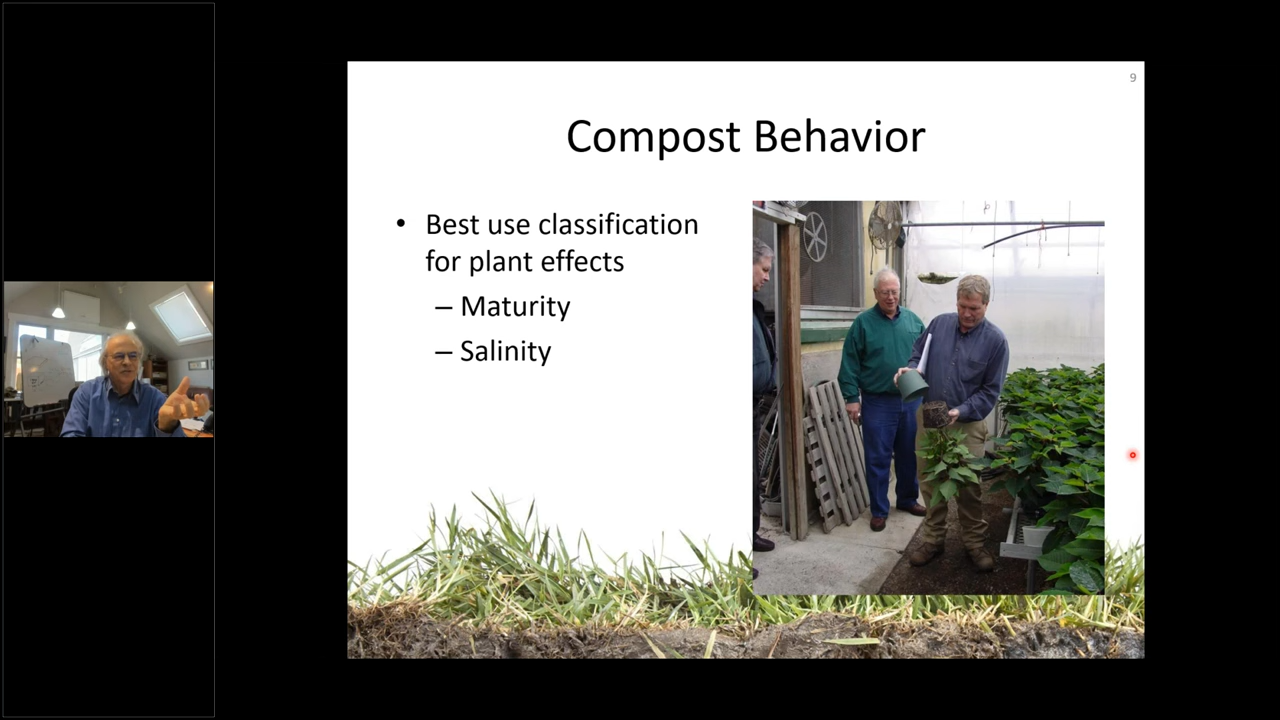 9
Compost Behavior
• Best use classification
for plant effects
– Maturity
– Salinity